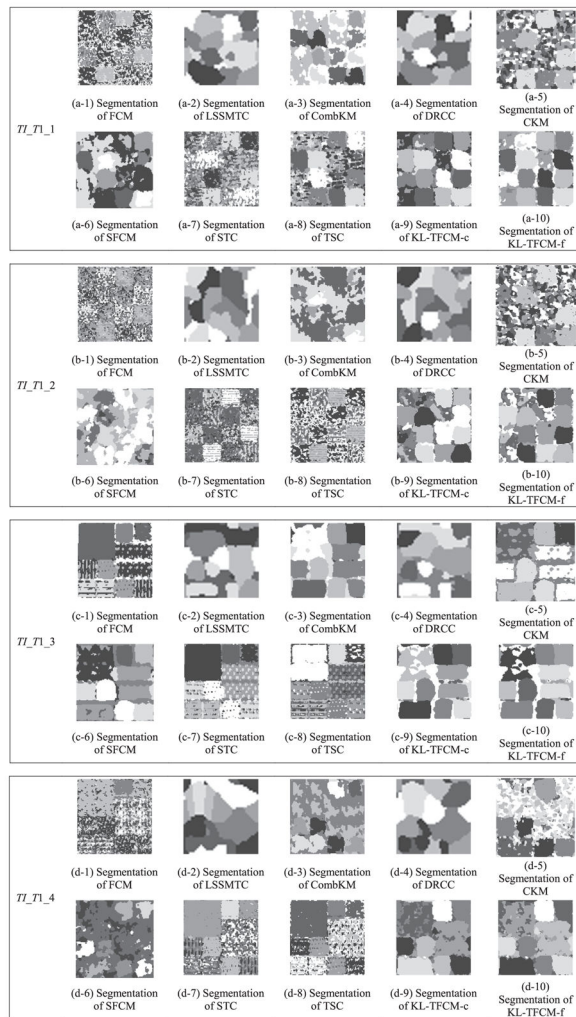 (a-1) Segmentation of FCM
(a-2) Segmentation of LSSMTC
(a-3) Segmentation of CombKM
(a-4) Segmentation of DRCC
(a-5) Segmentation of CKM
TI_T1_1
(a-6) Segmentation of SFCM
(a-7) Segmentation of STC
(a-8) Segmentation of TSC
(a-9) Segmentation of KL-TFCM-c
(a-10) Segmentation of KL-TFCM-f
(b-1) Segmentation of FCM
(b-2) Segmentation of LSSMTC
(b-3) Segmentation of CombKM
(b-4) Segmentation of DRCC
(b-5) Segmentation of CKM
TI_T1_2
(b-6) Segmentation of SFCM
(b-7) Segmentation of STC
(b-8) Segmentation of TSC
(b-9) Segmentation of KL-TFCM-c
(b-10) Segmentation of KL-TFCM-f
(c-1) Segmentation of FCM
(c-2) Segmentation of LSSMTC
(c-3) Segmentation of CombKM
(c-4) Segmentation of DRCC
(c-5) Segmentation of CKM
TI_T1_3
(c-6) Segmentation of SFCM
(c-7) Segmentation of STC
(c-8) Segmentation of TSC
(c-9) Segmentation of KL-TFCM-c
(c-10) Segmentation of KL-TFCM-f
(d-1) Segmentation of FCM
(d-2) Segmentation of LSSMTC
(d-3) Segmentation of CombKM
(d-4) Segmentation of DRCC
(d-5) Segmentation of CKM
TI_T1_4
(d-6) Segmentation of SFCM
(d-7) Segmentation of STC
(d-8) Segmentation of TSC
(d-9) Segmentation of KL-TFCM-c
(d-10) Segmentation of KL-TFCM-f